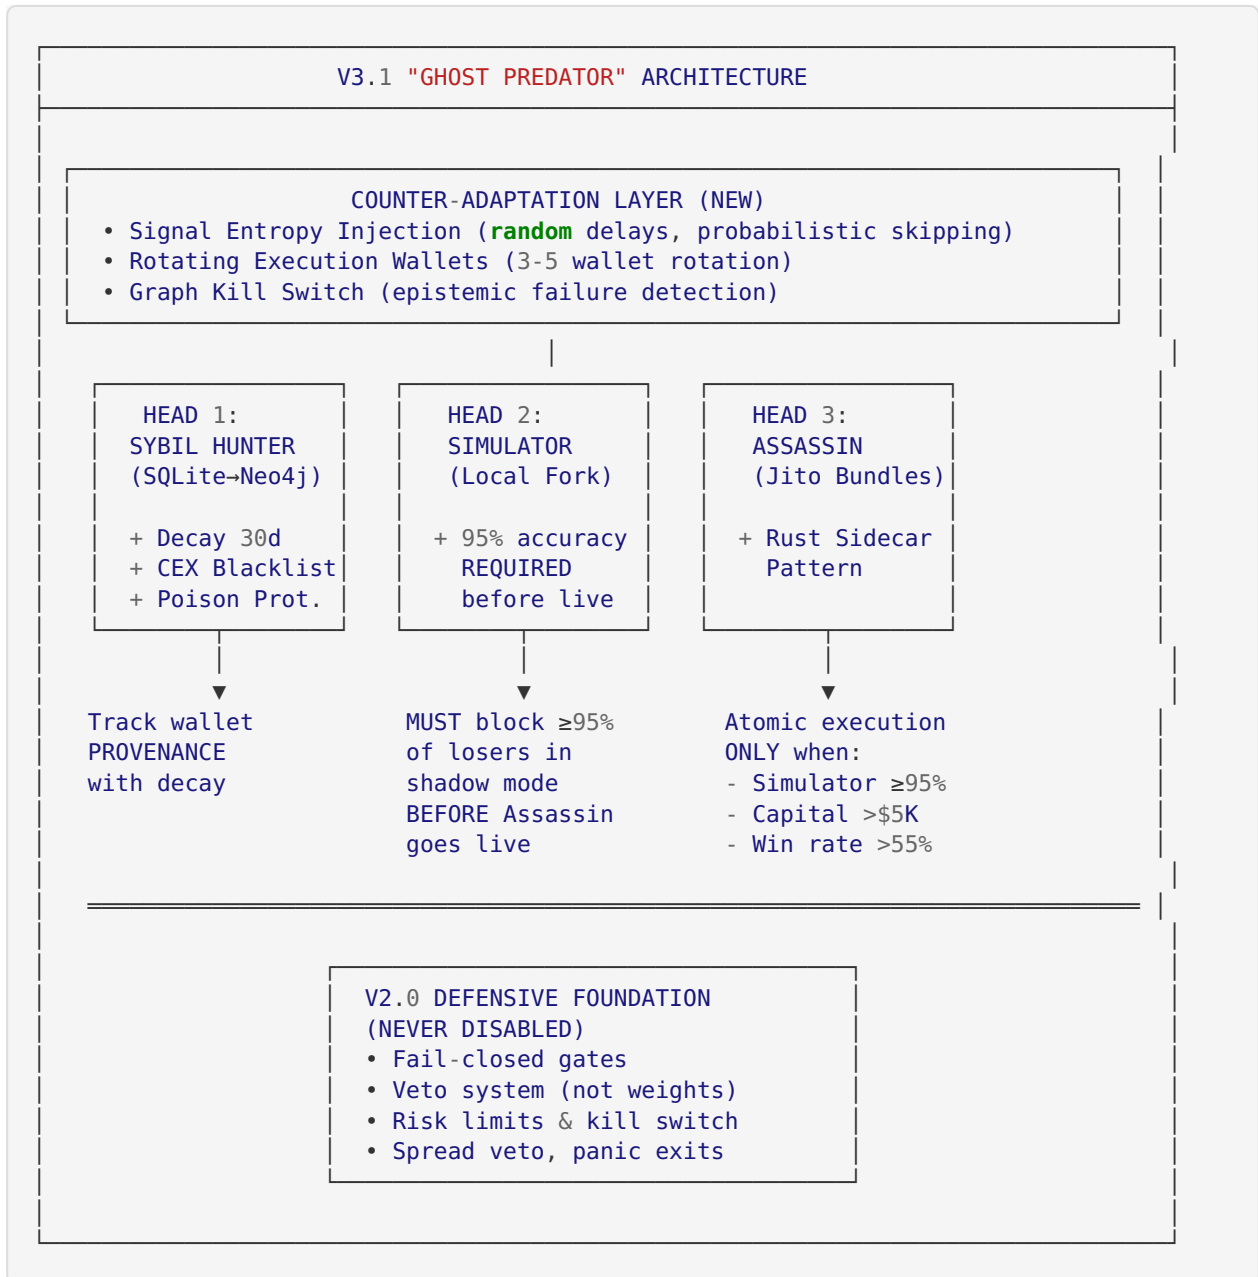 V3.1 "GHOST PREDATOR" ARCHITECTURE
COUNTER-ADAPTATION LAYER (NEW)
• Signal Entropy Injection (random delays, probabilistic skipping)
• Rotating Execution Wallets (3-5 wallet rotation)
• Graph Kill Switch (epistemic failure detection)
HEAD 1:
SYBIL HUNTER
(SQLite→Neo4j)
+ Decay 30d
+ CEX Blacklist
+ Poison Prot.
HEAD 2:
SIMULATOR
(Local Fork)
+ 95% accuracy
REQUIRED
before live
HEAD 3:
ASSASSIN
(Jito Bundles)
+ Rust Sidecar
Pattern
Track wallet
PROVENANCE
with decay
MUST block ≥95%
of losers in
shadow mode
BEFORE Assassin
goes live
Atomic execution
ONLY when:
- Simulator ≥95%
- Capital >$5K
- Win rate >55%
V2.0 DEFENSIVE FOUNDATION
(NEVER DISABLED)
• Fail-closed gates
• Veto system (not weights)
• Risk limits & kill switch
• Spread veto, panic exits